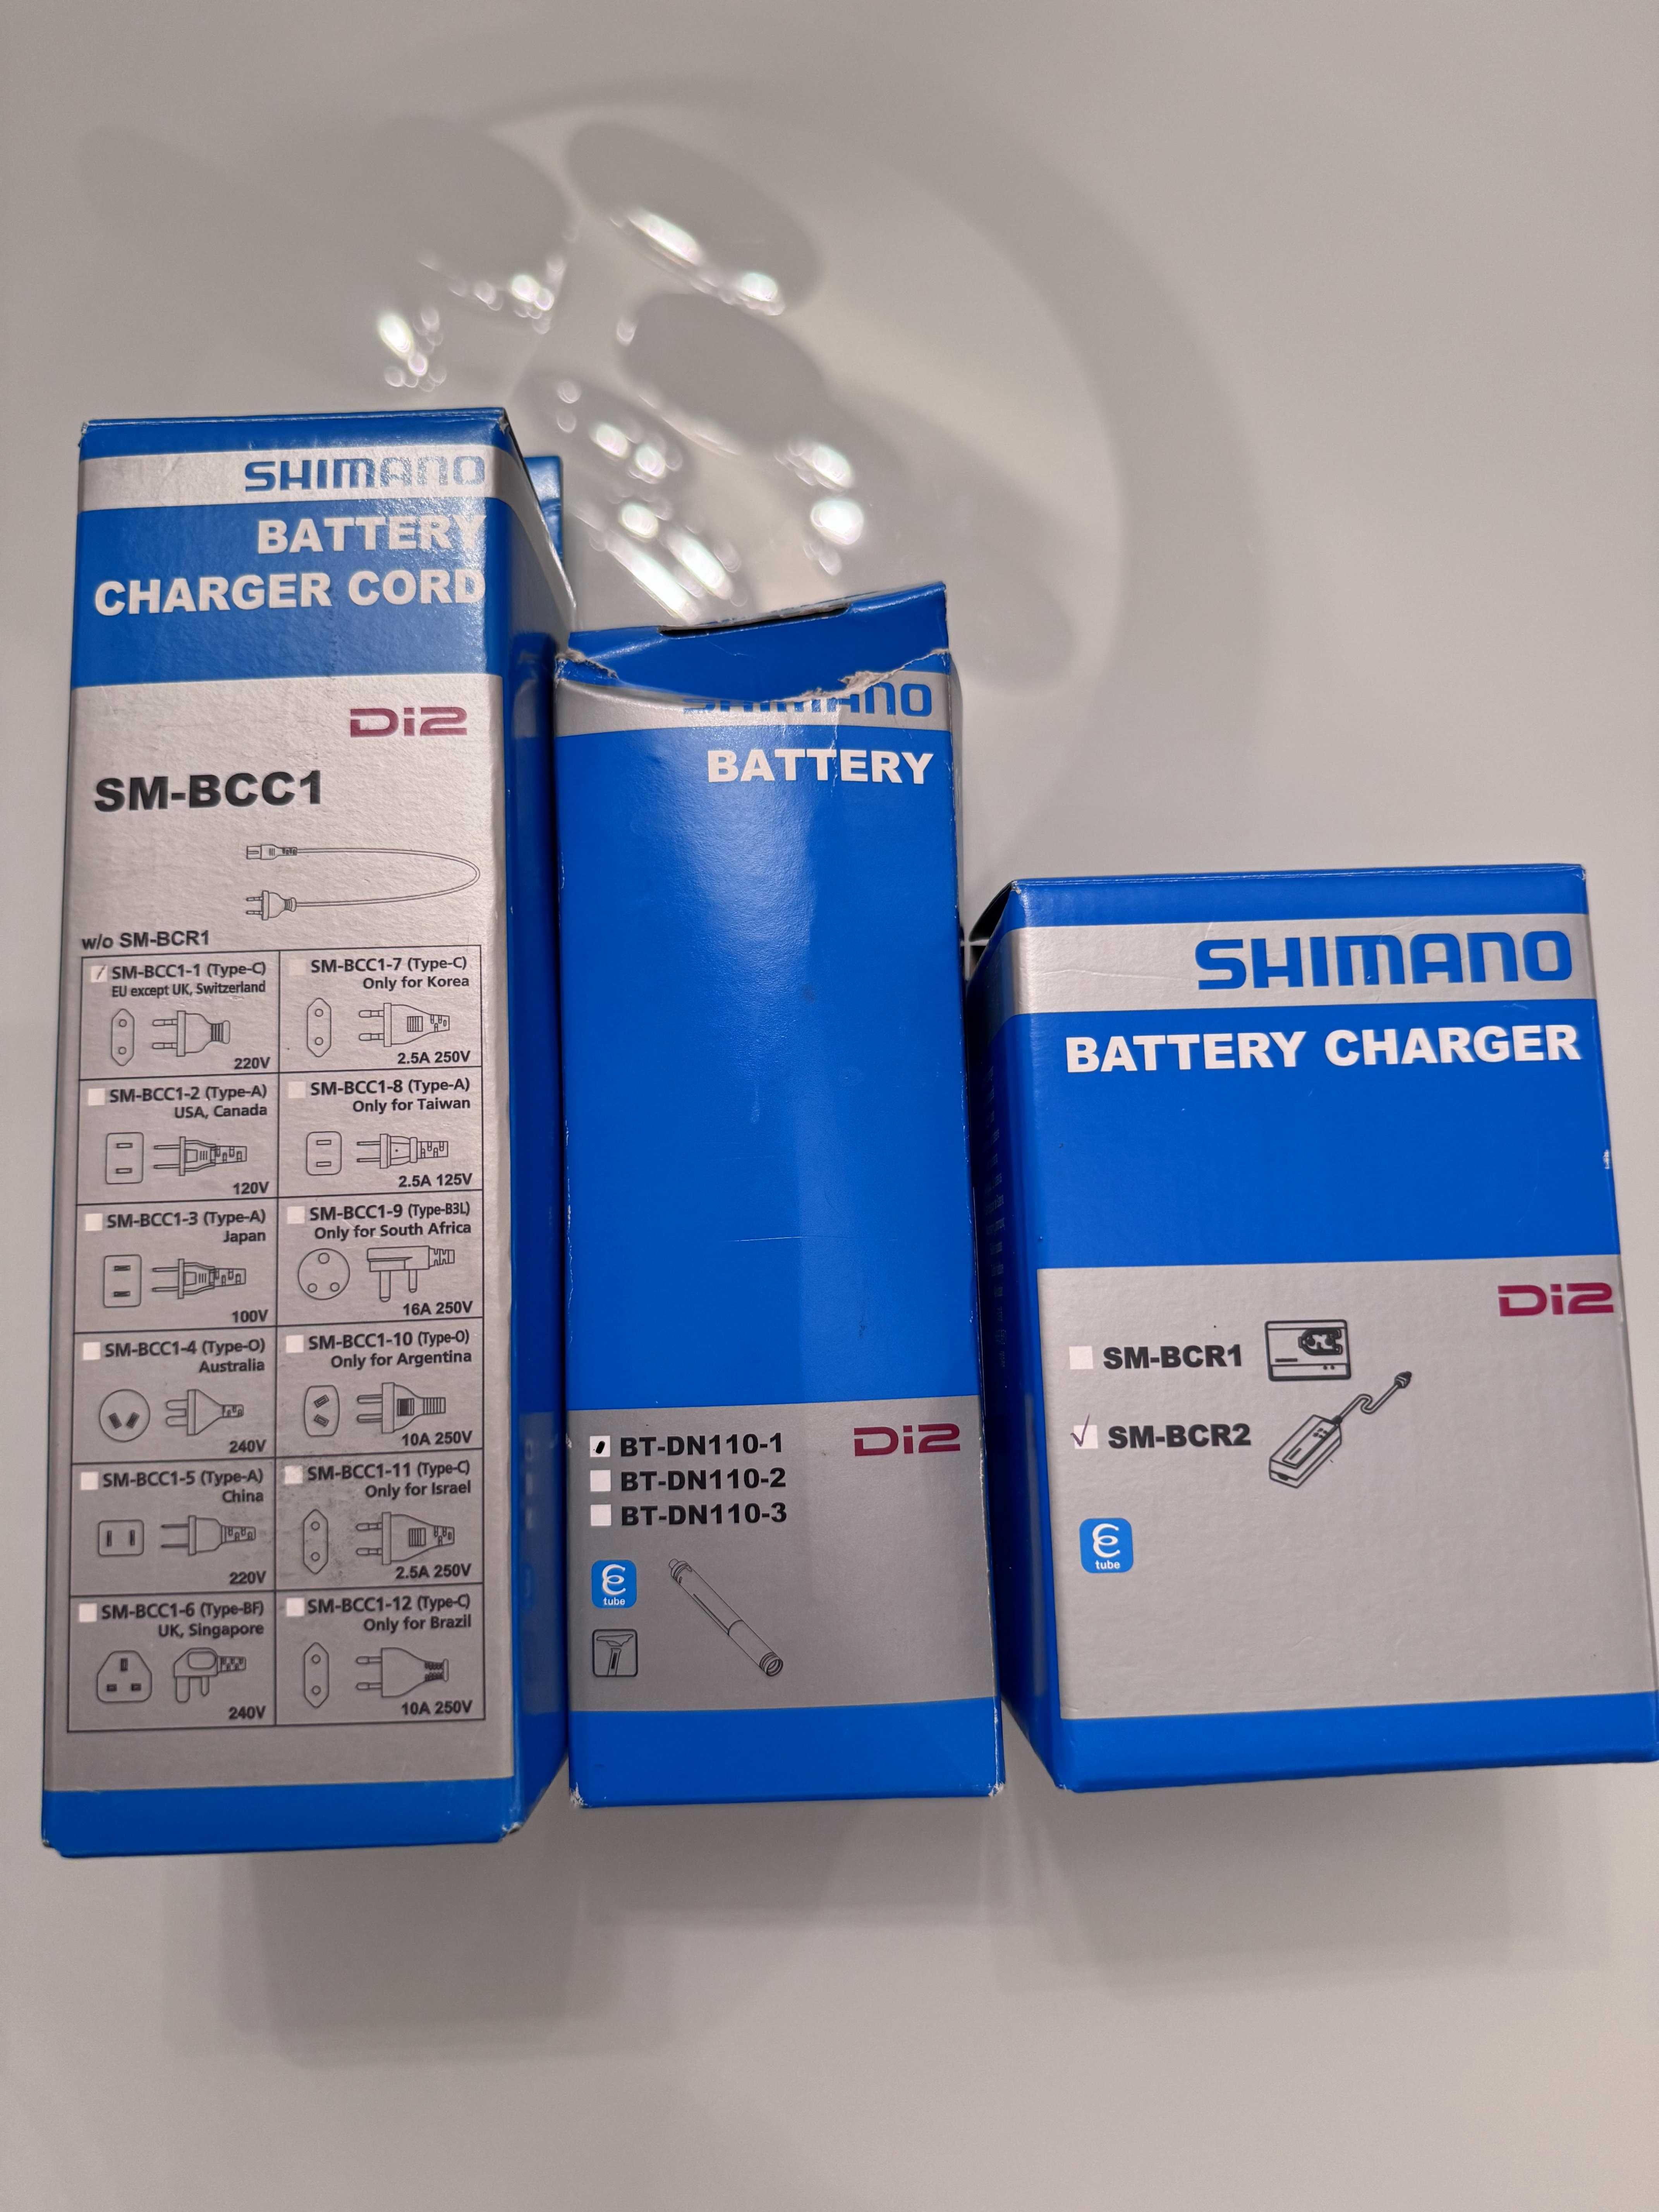 SHIMANO
BATTERY
CHARGER CORD
Di2
SM-BCC1
w/o SM-BCR1
SM-BCC1-1 (Type-C)
EU except UK, Switzerland
220V
SM-BCC1-7 (Type-C)
Only for Korea
2.5A 250V
SM-BCC1-2 (Type-A)
USA, Canada
120V
SM-BCC1-8 (Type-A)
Only for Taiwan
2.5A 125V
SM-BCC1-3 (Type-A)
Japan
100V
SM-BCC1-9 (Type-B3L)
Only for South Africa
16A 250V
SM-BCC1-4 (Type-O)
Australia
240V
SM-BCC1-10 (Type-O)
Only for Argentina
10A 250V
SM-BCC1-5 (Type-A)
China
220V
SM-BCC1-11 (Type-C)
Only for Israel
2.5A 250V
SM-BCC1-6 (Type-BF)
UK, Singapore
240V
SM-BCC1-12 (Type-C)
Only for Brazil
10A 250V
SHIMANO
BATTERY
BT-DN110-1
Di2
BT-DN110-2
BT-DN110-3
tube
SHIMANO
BATTERY CHARGER
Di2
SM-BCR1
SM-BCR2
tube